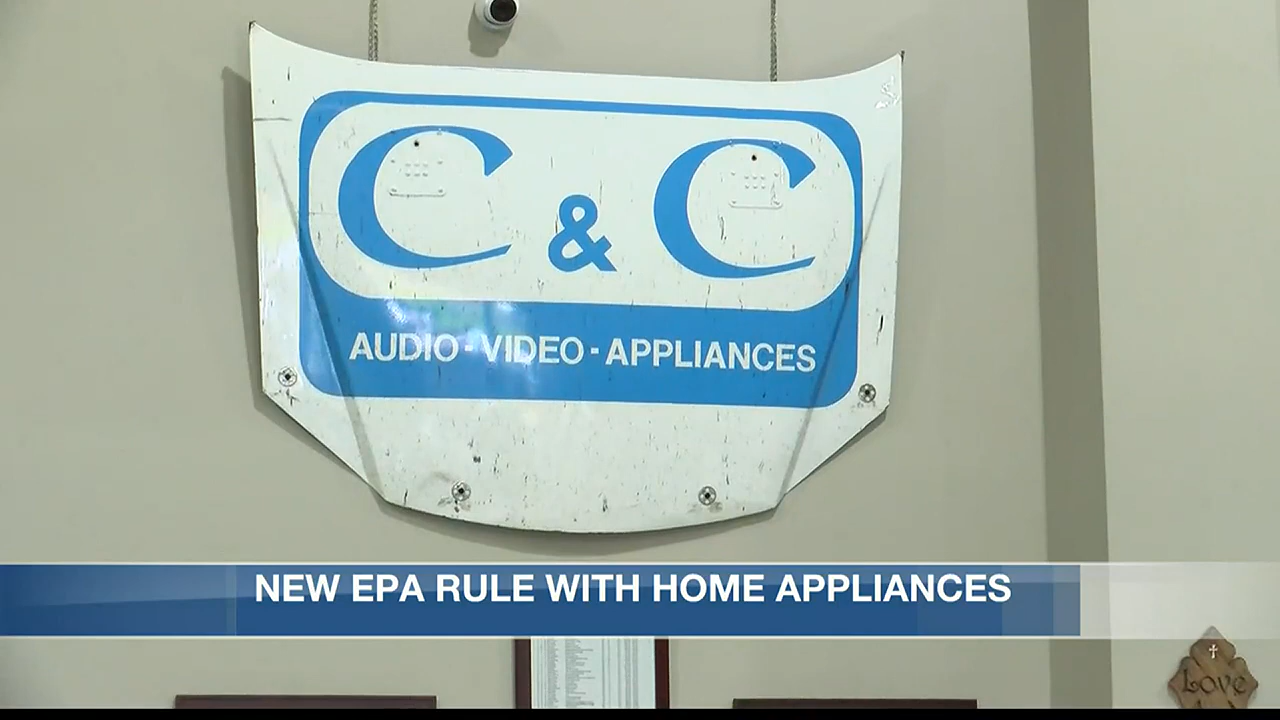 C & C
AUDIO - VIDEO - APPLIANCES
NEW EPA RULE WITH HOME APPLIANCES
Love